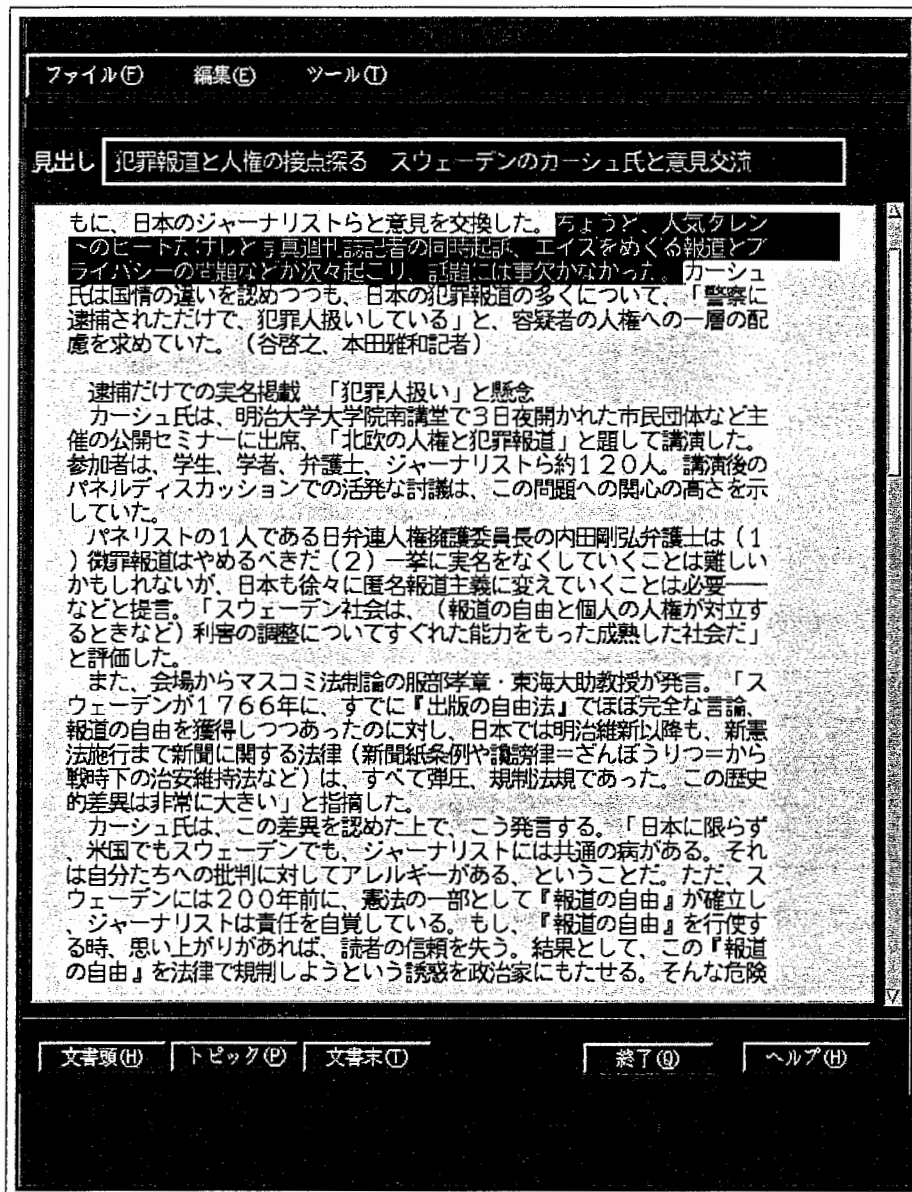 ファイル(F) 編集(E) ツール(T)
見出し 犯罪報道と人権の接点探る スウェーデンのカーシュ氏と意見交流
もに、日本のジャーナリストらと意見を交換した。ちょうど、人気タレン
トのビートたけしと写真週刊誌記者の同時起訴、エイズをめぐる報道とプ
ライバシーの問題などが次々起こり、話題には事欠かなかった。カーシュ
氏は国情の違いを認めつつも、日本の犯罪報道の多くについて、「警察に
逮捕されただけで、犯罪人扱いしている」と、容疑者の人権への一層の配
慮を求めていた。(谷啓之、本田雅和記者)
逮捕だけでの実名掲載 「犯罪人扱い」と懸念
カーシュ氏は、明治大学大学院南講堂で3日夜開かれた市民団体など主
催の公開セミナーに出席、「北欧の人権と犯罪報道」と題して講演した。
参加者は、学生、学者、弁護士、ジャーナリストら約120人。講演後の
パネルディスカッションでの活発な討議は、この問題への関心の高さを示
していた。
パネリストの1人である日弁連人権擁護委員長の内田剛弘弁護士は(1
)微罪報道はやめるべきだ(2)一挙に実名をなくしていくことは難しい
かもしれないが、日本も徐々に匿名報道主義に変えていくことは必要――
などと提言。「スウェーデン社会は、(報道の自由と個人の人権が対立す
るときなど)利害の調整についてすぐれた能力をもった成熟した社会だ」
と評価した。
また、会場からマスコミ法制論の服部孝章・東海大助教授が発言。「ス
ウェーデンが1766年に、すでに『出版の自由法』でほぼ完全な言論、
報道の自由を獲得しつつあったのに対し、日本では明治維新以降も、新憲
法施行まで新聞に関する法律(新聞紙条例や讒謗律=ざんぼうりつ=から
戦時下の治安維持法など)は、すべて弾圧、規制法規であった。この歴史
的差異は非常に大きい」と指摘した。
カーシュ氏は、この差異を認めた上で、こう発言する。「日本に限らず
、米国でもスウェーデンでも、ジャーナリストには共通の病がある。それ
は自分たちへの批判に対してアレルギーがある、ということだ。ただ、ス
ウェーデンには200年前に、憲法の一部として『報道の自由』が確立し
、ジャーナリストは責任を自覚している。もし、『報道の自由』を行使す
る時、思い上がりがあれば、読者の信頼を失う。結果として、この『報道
の自由』を法律で規制しようという誘惑を政治家にもたせる。そんな危険
文書頭(H) トピック(P) 文書末(T) 終了(Q) ヘルプ(H)